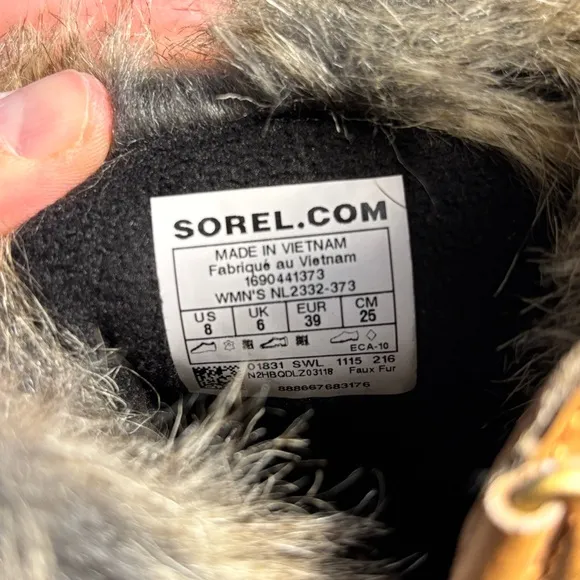 SOREL.COM
MADE IN VIETNAM
Fabriqué au Vietnam
1690441373
WMN'S NL2332-373
US UK EUR CM
8 6 39 25
ECA-10
01831 SWL 1115 216
N2HBQDLZ03118 Faux Fur
888667683176